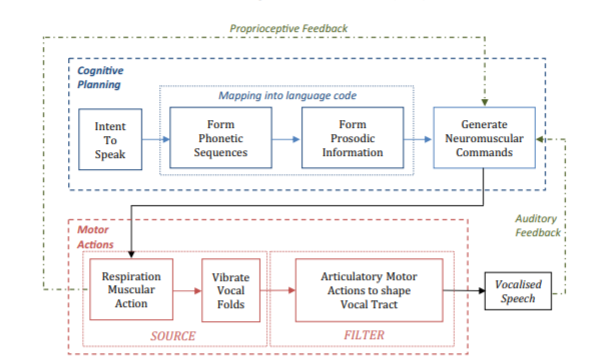 Proprioceptive Feedback
Cognitive
Planning
Mapping into language code
Intent
To
Speak
Form
Phonetic
Sequences
Form
Prosodic
Information
Generate
Neuromuscular
Commands
Auditory
Feedback
Motor
Actions
Respiration
Muscular
Action
Vibrate
Vocal
Folds
Articulatory Motor
Actions to shape
Vocal Tract
Vocalised
Speech
SOURCE
FILTER